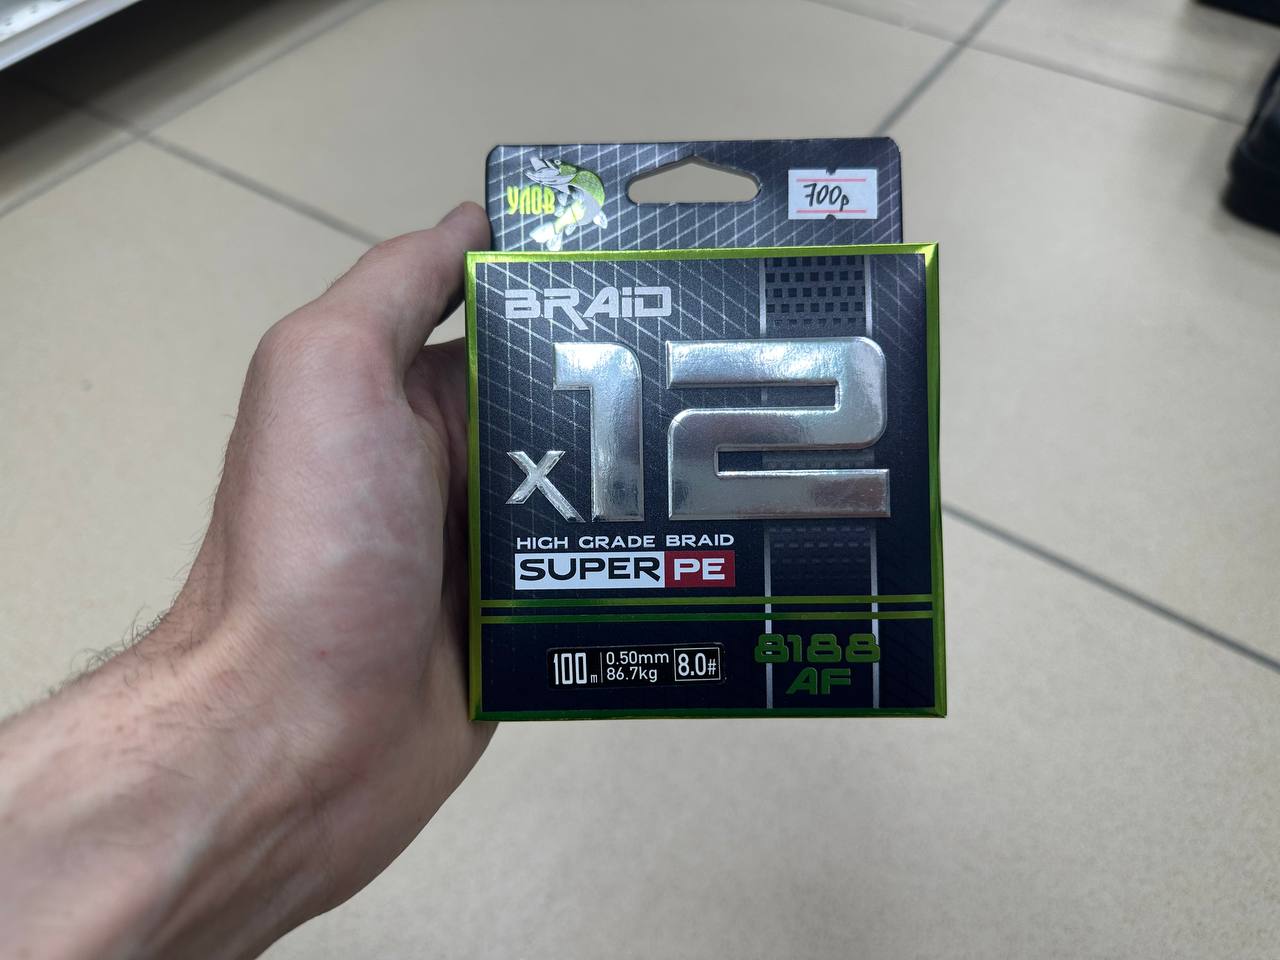 УЛОВ
700р
BRAID
x12
HIGH GRADE BRAID
SUPER PE
100m 0.50mm 86.7kg 8.0#
8188
AF